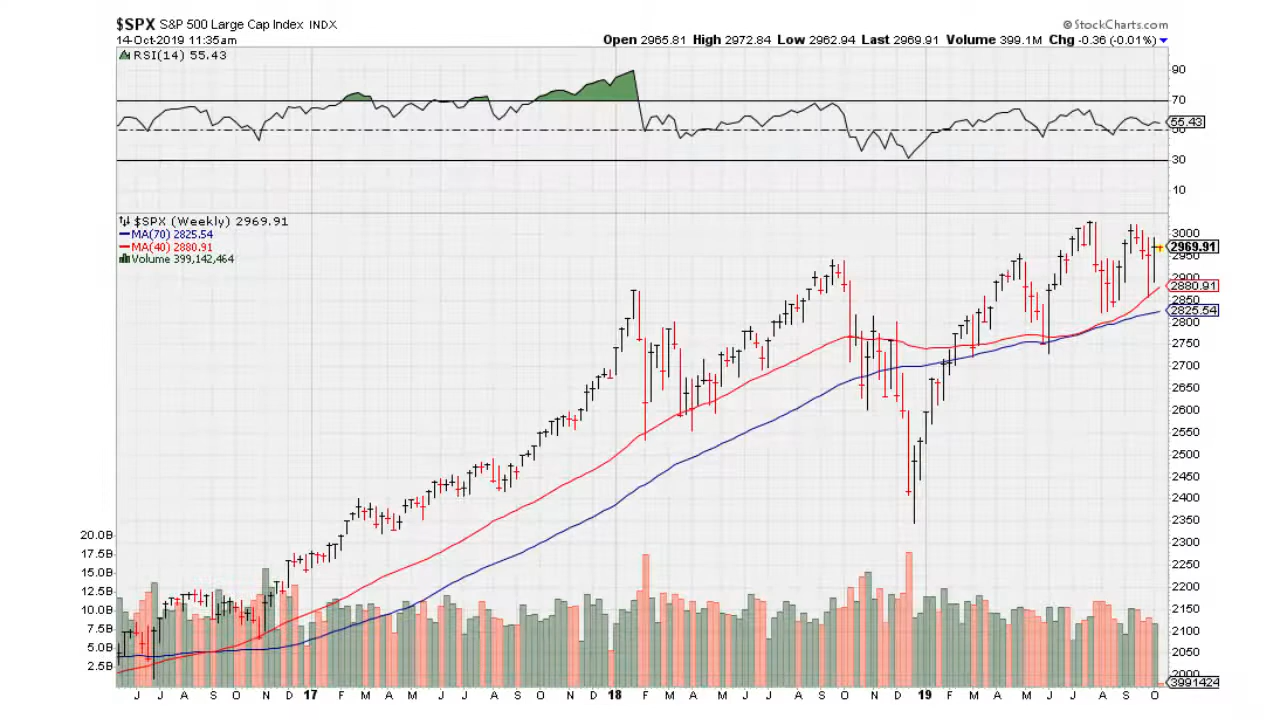 $SPX S&P 500 Large Cap Index INDX
® StockCharts.com
14-Oct-2019 11:35am
Open 2965.81 High 2972.84 Low 2962.94 Last 2969.91 Volume 399.1M Chg -0.36 (-0.01%)
RSI(14) 55.43
90
70
55.43
50
30
10
$SPX (Weekly) 2969.91
MA(70) 2825.54
MA(40) 2880.91
Volume 399,142,464
3000
2969.91
2950
2900
2880.91
2850
2825.54
2800
2750
2700
2650
2600
2550
2500
2450
2400
2350
2300
2250
2200
2150
2100
2050
2000
3991424
20.0B
17.5B
15.0B
12.5B
10.0B
7.5B
5.0B
2.5B
J J A S O N D 17 F M A M J J A S O N D 18 F M A M J J A S O N D 19 F M A M J J A S O